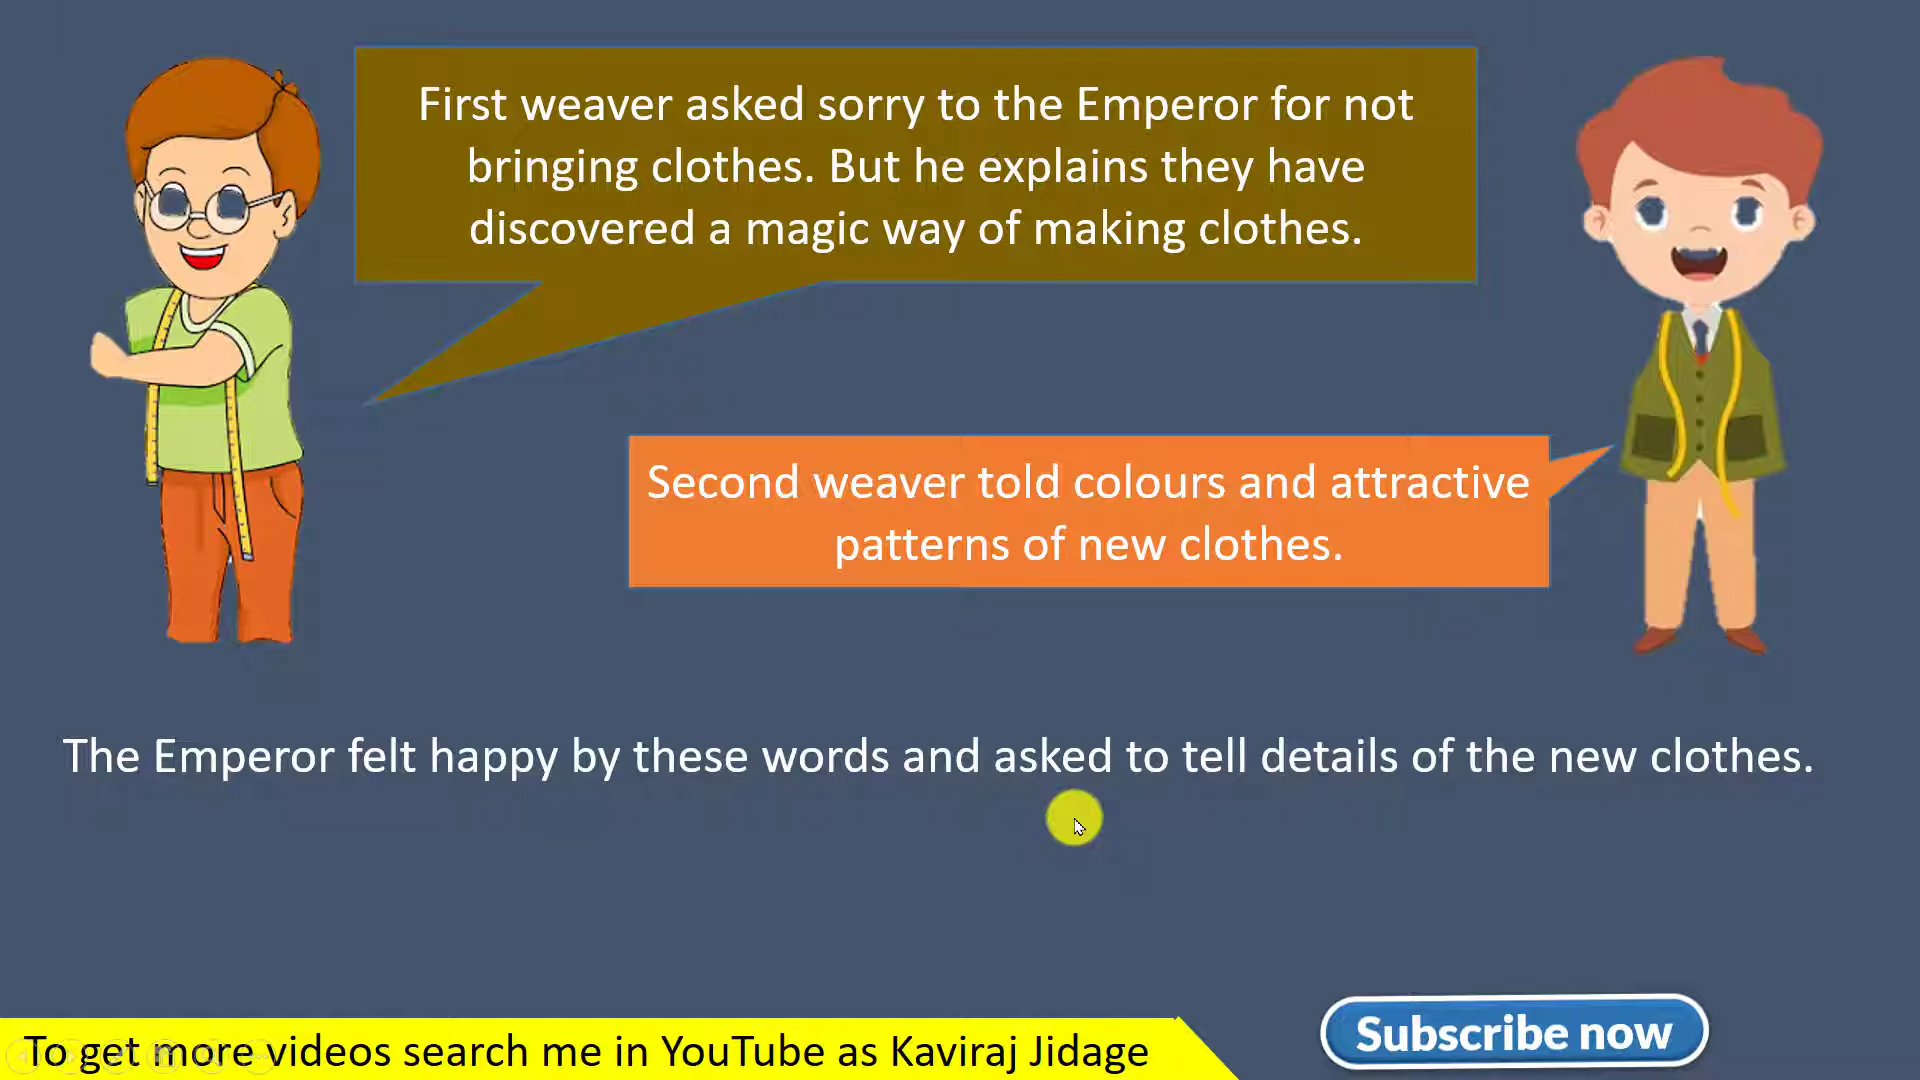 First weaver asked sorry to the Emperor for not
bringing clothes. But he explains they have
discovered a magic way of making clothes.
Second weaver told colours and attractive
patterns of new clothes.
The Emperor felt happy by these words and asked to tell details of the new clothes.
To get more videos search me in YouTube as Kaviraj Jidage
Subscribe now